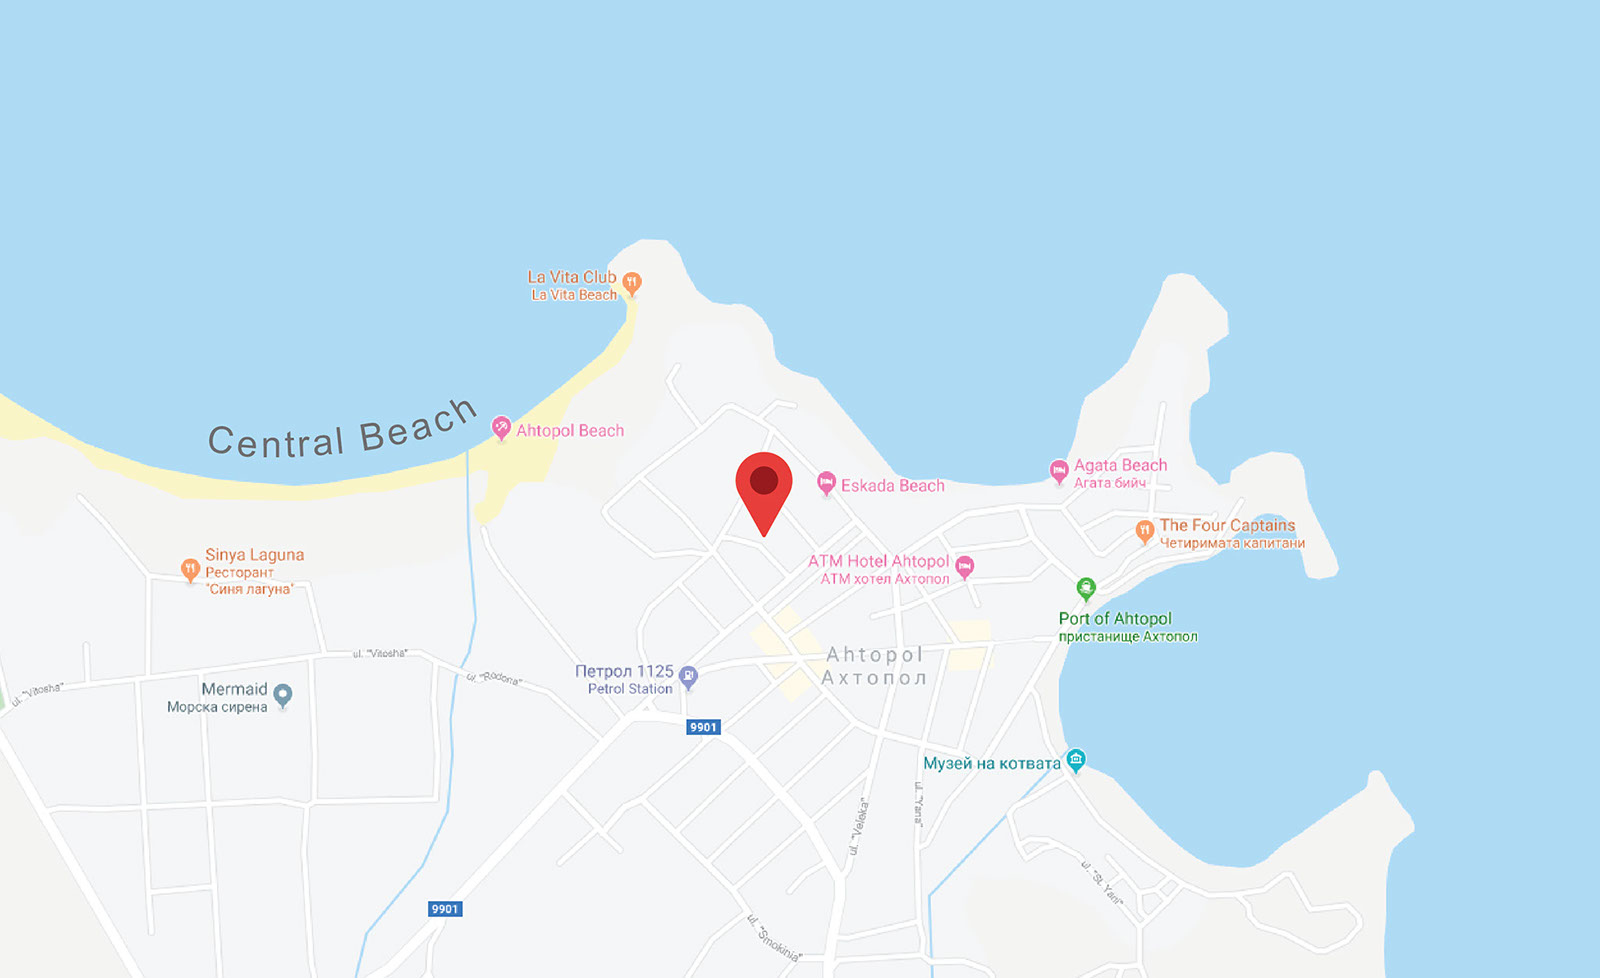 La Vita Club
La Vita Beach
Central Beach
Ahtopol Beach
Eskada Beach
Agata Beach
Агата бийч
The Four Captains
Четиримата капитани
Sinya Laguna
Ресторант
"Синя лагуна"
ATM Hotel Ahtopol
АТМ хотел Ахтопол
Port of Ahtopol
пристанище Ахтопол
ul. "Vitosha"
Ahtopol
Ахтопол
Петрол 1125
Petrol Station
ul. "Rodopa"
ul. "Vitosha"
Mermaid
Морска сирена
9901
Музей на котвата
ul. "Yana"
ul. "Veleka"
ul. "St. Yani"
9901
ul. "Smokinia"